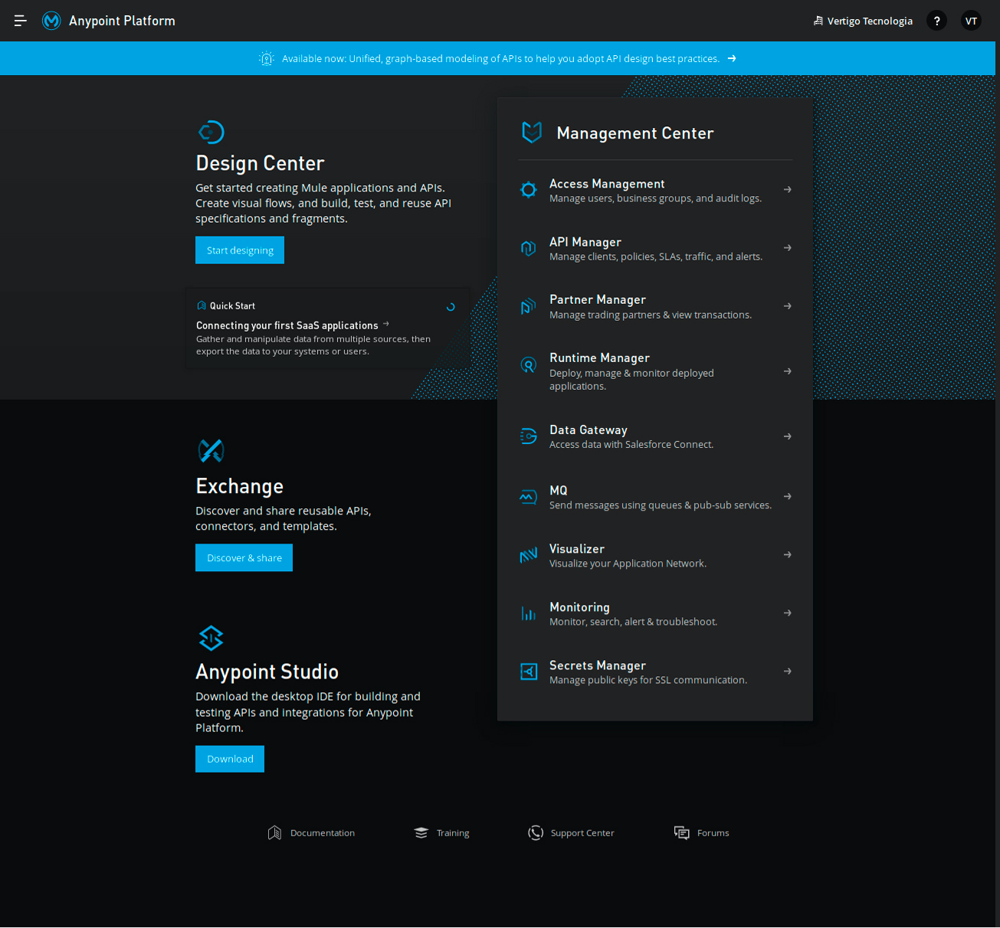 Anypoint Platform
Vertigo Tecnologia
?
VT
Available now: Unified, graph-based modeling of APIs to help you adopt API design best practices.
Design Center
Get started creating Mule applications and APIs.
Create visual flows, and build, test, and reuse API
specifications and fragments.
Start designing
Quick Start
Connecting your first SaaS applications
Gather and manipulate data from multiple sources, then
export the data to your systems or users.
Exchange
Discover and share reusable APIs,
connectors, and templates.
Discover & share
Anypoint Studio
Download the desktop IDE for building and
testing APIs and integrations for Anypoint
Platform.
Download
Management Center
Access Management
Manage users, business groups, and audit logs.
API Manager
Manage clients, policies, SLAs, traffic, and alerts.
Partner Manager
Manage trading partners & view transactions.
Runtime Manager
Deploy, manage & monitor deployed
applications.
Data Gateway
Access data with Salesforce Connect.
MQ
Send messages using queues & pub-sub services.
Visualizer
Visualize your Application Network.
Monitoring
Monitor, search, alert & troubleshoot.
Secrets Manager
Manage public keys for SSL communication.
Documentation
Training
Support Center
Forums